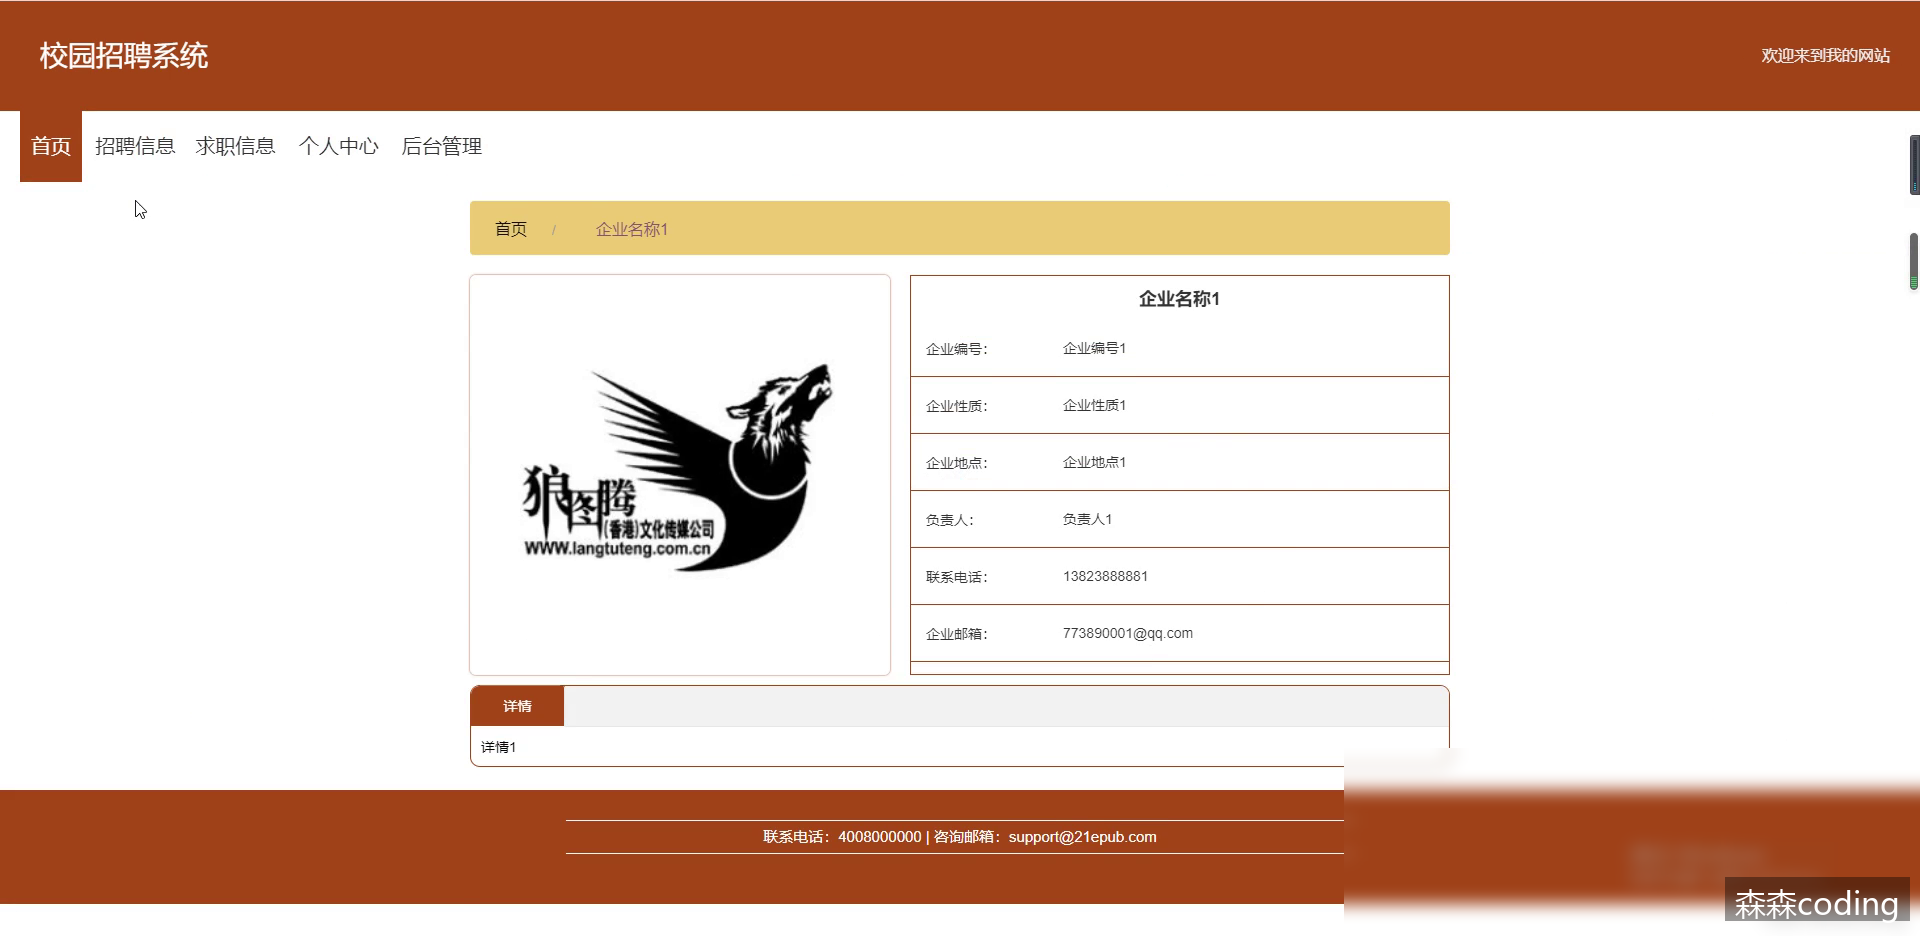 校园招聘系统
欢迎来到我的网站
首页 招聘信息 求职信息 个人中心 后台管理
首页 / 企业名称1
狼图腾
(香港)文化传媒公司
www.langtuteng.com.cn
企业名称1
企业编号： 企业编号1
企业性质： 企业性质1
企业地点： 企业地点1
负责人： 负责人1
联系电话： 13823888881
企业邮箱： 773890001@qq.com
详情
详情1
联系电话：4008000000 | 咨询邮箱：support@21epub.com
森森coding